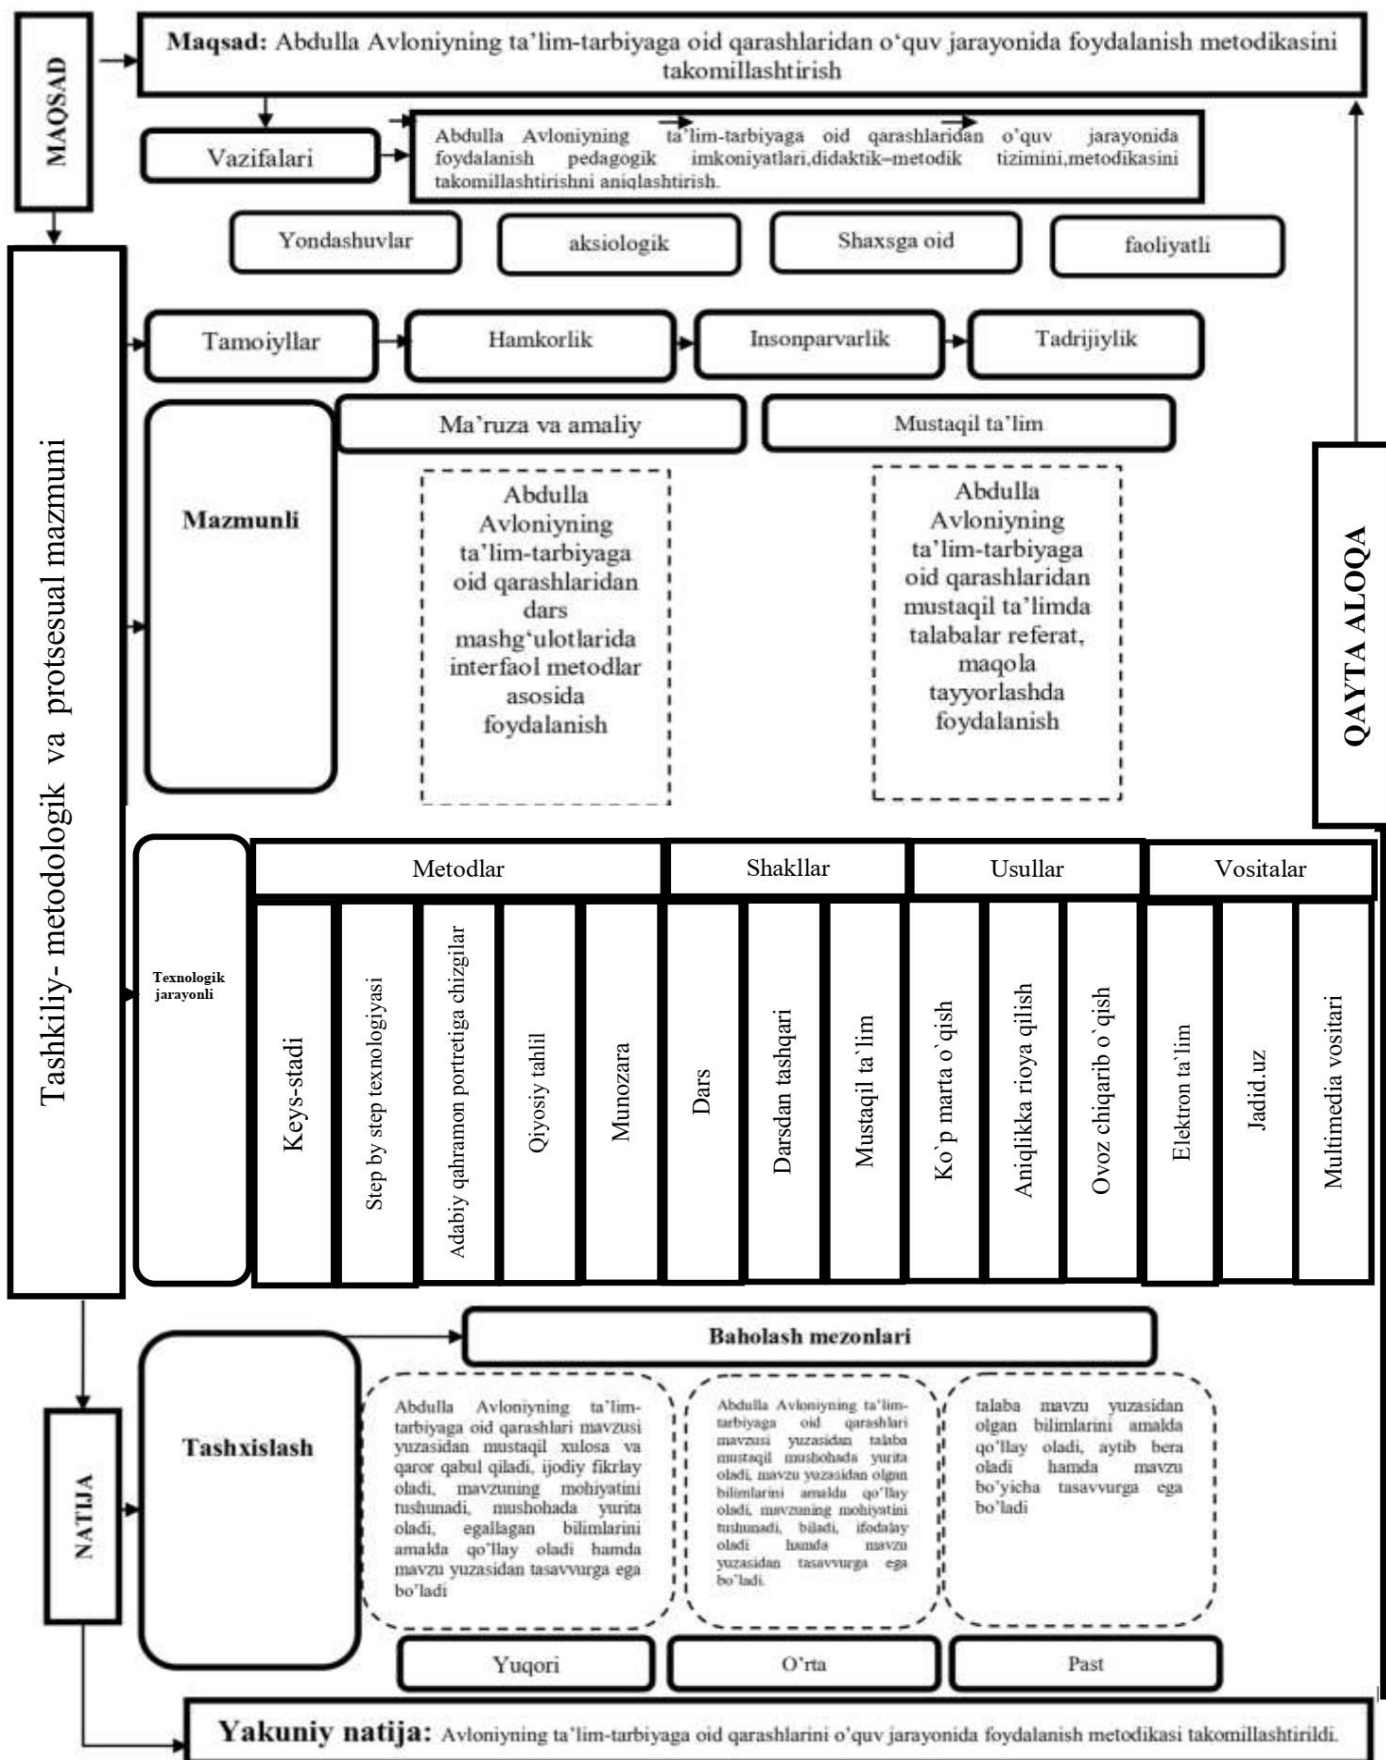 MAQSAD
Maqsad: Abdulla Avloniyning ta’lim-tarbiyaga oid qarashlaridan o‘quv jarayonida foydalanish metodikasini
takomillashtirish
Vazifalari
Abdulla Avloniyning ta’lim-tarbiyaga oid qarashlaridan o’quv jarayonida
foydalanish pedagogik imkoniyatlari,didaktik–metodik tizimini,metodikasini
takomillashtirishni aniqlashtirish.
Yondashuvlar
aksiologik
Shaxsga oid
faoliyatli
Tashkiliy- metodologik va protsesual mazmuni
Tamoiyllar
Hamkorlik
Insonparvarlik
Tadrijiylik
Mazmunli
Ma’ruza va amaliy
Mustaqil ta’lim
Abdulla
Avloniyning
ta’lim-tarbiyaga
oid qarashlaridan
dars
mashg‘ulotlarida
interfaol metodlar
asosida
foydalanish
Abdulla
Avloniyning
ta’lim-tarbiyaga
oid qarashlaridan
mustaqil ta’limda
talabalar referat,
maqola
tayyorlashda
foydalanish
QAYTA ALOQA
Texnologik
jarayonli
Metodlar
Shakllar
Usullar
Vositalar
Keys-stadi
Step by step texnologiyasi
Adabiy qahramon portretiga chizgilar
Qiyosiy tahlil
Munozara
Dars
Darsdan tashqari
Mustaqil ta`lim
Ko`p marta o`qish
Aniqlikka rioya qilish
Ovoz chiqarib o`qish
Elektron ta`lim
Jadid.uz
Multimedia vositari
NATIJA
Tashxislash
Baholash mezonlari
Abdulla Avloniyning ta’lim-
tarbiyaga oid qarashlari mavzusi
yuzasidan mustaqil xulosa va
qaror qabul qiladi, ijodiy fikrlay
oladi, mavzuning mohiyatini
tushunadi, mushohada yurita
oladi, egallagan bilimlarini
amalda qo’llay oladi hamda
mavzu yuzasidan tasavvurga ega
bo’ladi
Abdulla Avloniyning ta’lim-
tarbiyaga oid qarashlari
mavzusi yuzasidan talaba
mustaqil mushohada yurita
oladi, mavzu yuzasidan olgan
bilimlarini amalda qo’llay
oladi, mavzuning mohiyatini
tushunadi, biladi, ifodalay
oladi hamda mavzu
yuzasidan tasavvurga ega
bo’ladi.
talaba mavzu yuzasidan
olgan bilimlarini amalda
qo’llay oladi, aytib bera
oladi hamda mavzu
bo’yicha tasavvurga ega
bo’ladi
Yuqori
O’rta
Past
Yakuniy natija: Avloniyning ta’lim-tarbiyaga oid qarashlarini o’quv jarayonida foydalanish metodikasi takomillashtirildi.